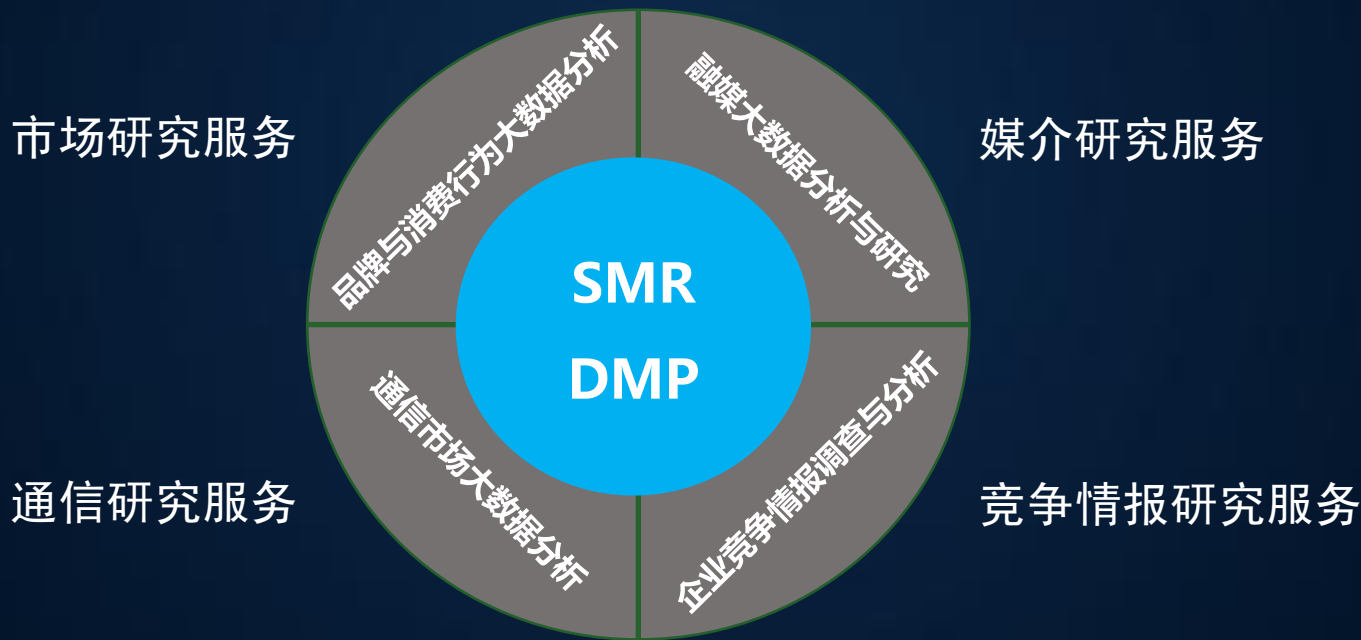 市场研究服务
品牌与消费行为大数据分析
融媒大数据分析与研究
媒介研究服务
SMR
DMP
通信研究服务
通信市场大数据分析
企业竞争情报调查与分析
竞争情报研究服务